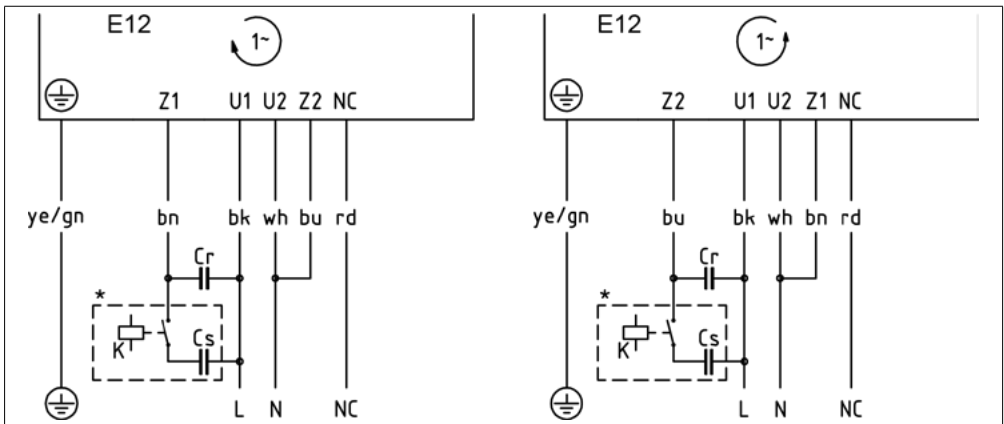 E12
1~
Z1 U1 U2 Z2 NC
ye/gn bn bk wh bu rd
Cr
*
K
Cs
L N NC
E12
1~
Z2 U1 U2 Z1 NC
ye/gn bu bk wh bn rd
Cr
*
K
Cs
L N NC